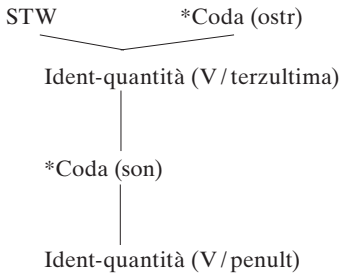 STW *Coda (ostr)
Ident-quantità (V/terzultima)
*Coda (son)
Ident-quantità (V/penult)